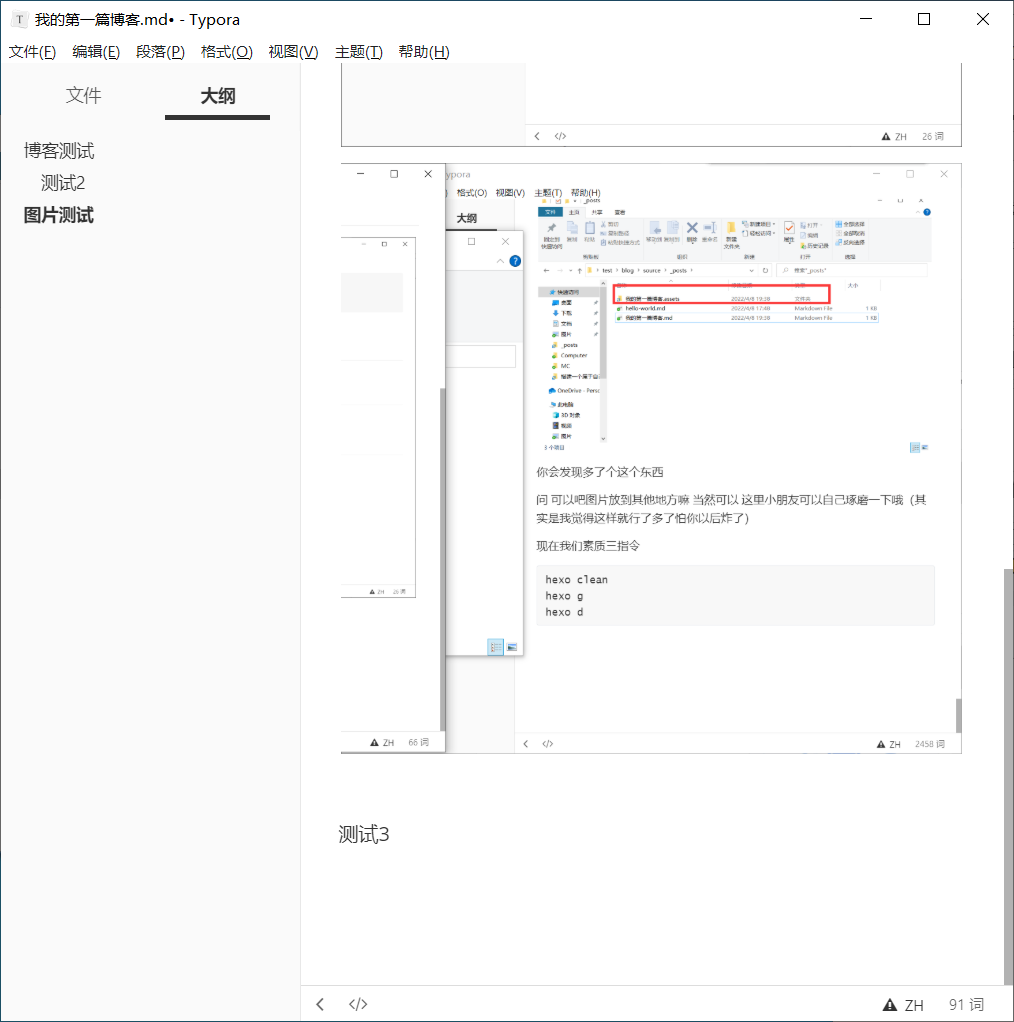 我的第一篇博客.md• - Typora
文件(F) 编辑(E) 段落(P) 格式(O) 视图(V) 主题(T) 帮助(H)
文件 大纲
博客测试
测试2
图片测试
ZH 26 词
ypora
格式(O) 视图(V) 主题(T) 帮助(H)
大纲
_posts
文件 主页 共享 查看
test blog source _posts
搜索"_posts"
大小
快速访问
桌面
下载
文档
图片
_posts
Computer
MC
OneDrive - Persc
此电脑
3D 对象
视频
图片
3 个项目
我的第一篇博客.assets 2022/4/8 19:38 文件夹
hello-world.md 2022/4/8 17:48 Markdown File 1 KB
我的第一篇博客.md 2022/4/8 19:38 Markdown File 1 KB
你会发现多了个这个东西
问 可以吧图片放到其他地方嘛 当然可以 这里小朋友可以自己琢磨一下哦（其
实是我觉得这样就行了多了怕你以后炸了）
现在我们素质三指令
hexo clean
hexo g
hexo d
ZH 26 词
ZH 66 词
ZH 2458 词
测试3
ZH 91 词